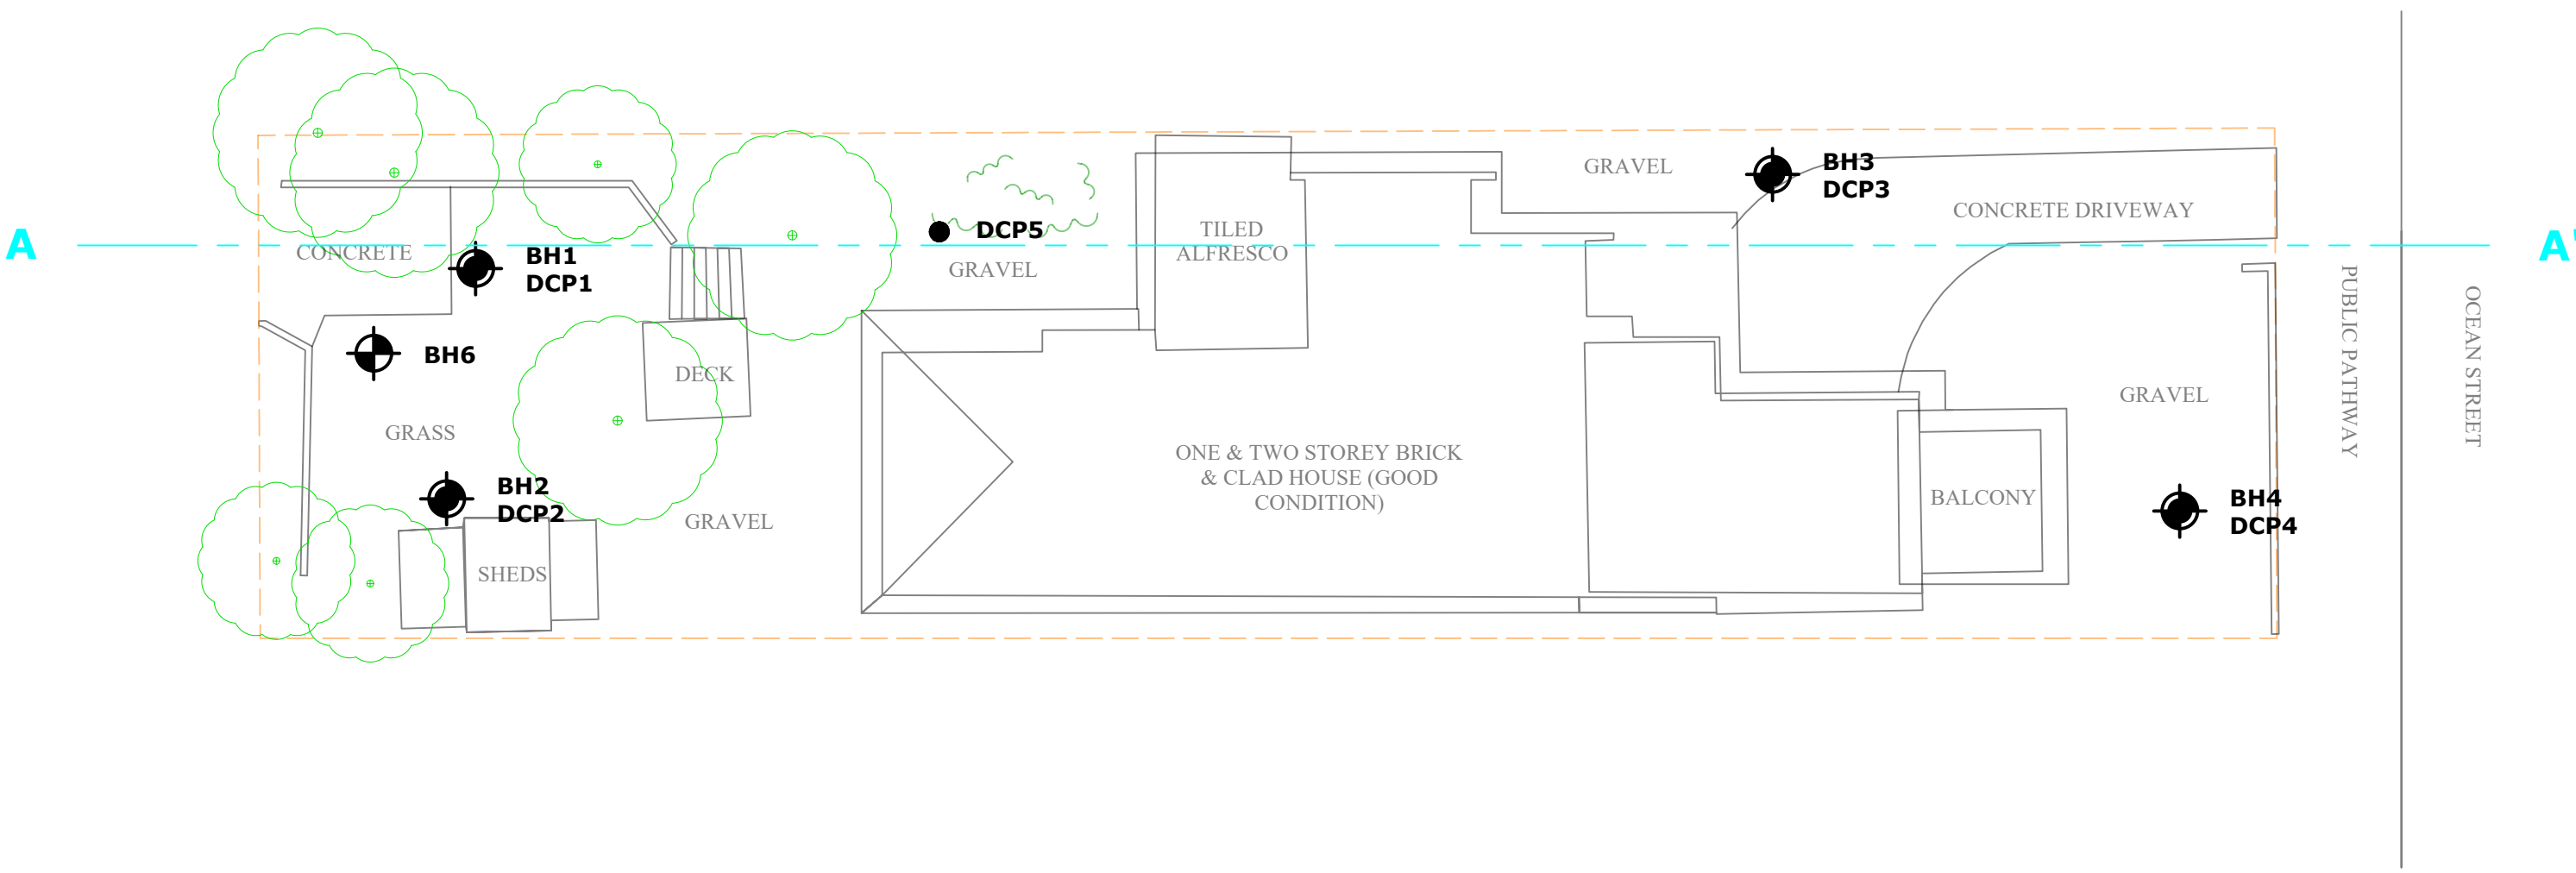 A
CONCRETE
BH1
DCP1
BH6
GRASS
BH2
DCP2
SHEDS
DECK
GRAVEL
DCP5
GRAVEL
TILED
ALFRESCO
ONE & TWO STOREY BRICK
& CLAD HOUSE (GOOD
CONDITION)
GRAVEL
BH3
DCP3
CONCRETE DRIVEWAY
GRAVEL
BALCONY
BH4
DCP4
PUBLIC PATHWAY
OCEAN STREET
A'